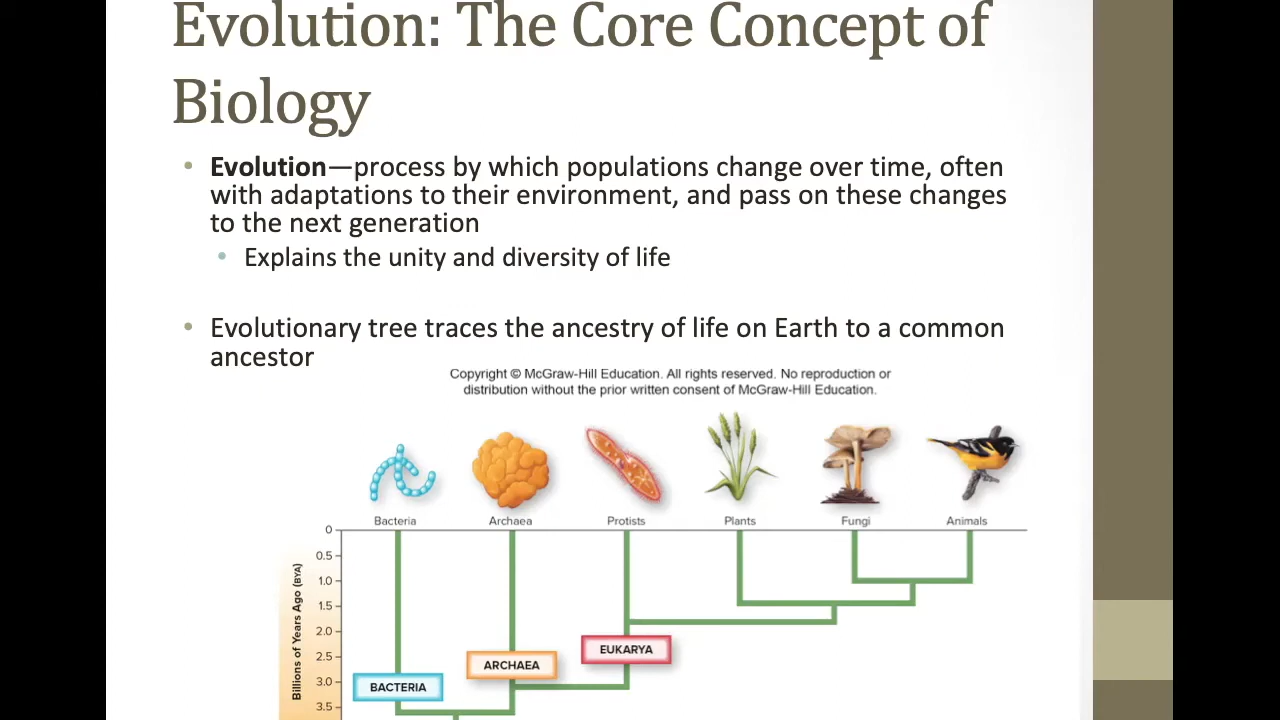 Evolution: The Core Concept of
Biology
• Evolution—process by which populations change over time, often
with adaptations to their environment, and pass on these changes
to the next generation
• Explains the unity and diversity of life
• Evolutionary tree traces the ancestry of life on Earth to a common
ancestor
Copyright © McGraw-Hill Education. All rights reserved. No reproduction or
distribution without the prior written consent of McGraw-Hill Education.
Bacteria Archaea Protists Plants Fungi Animals
0
0.5
1.0
1.5
2.0
2.5
3.0
3.5
Billions of Years Ago (BYA)
EUKARYA
ARCHAEA
BACTERIA